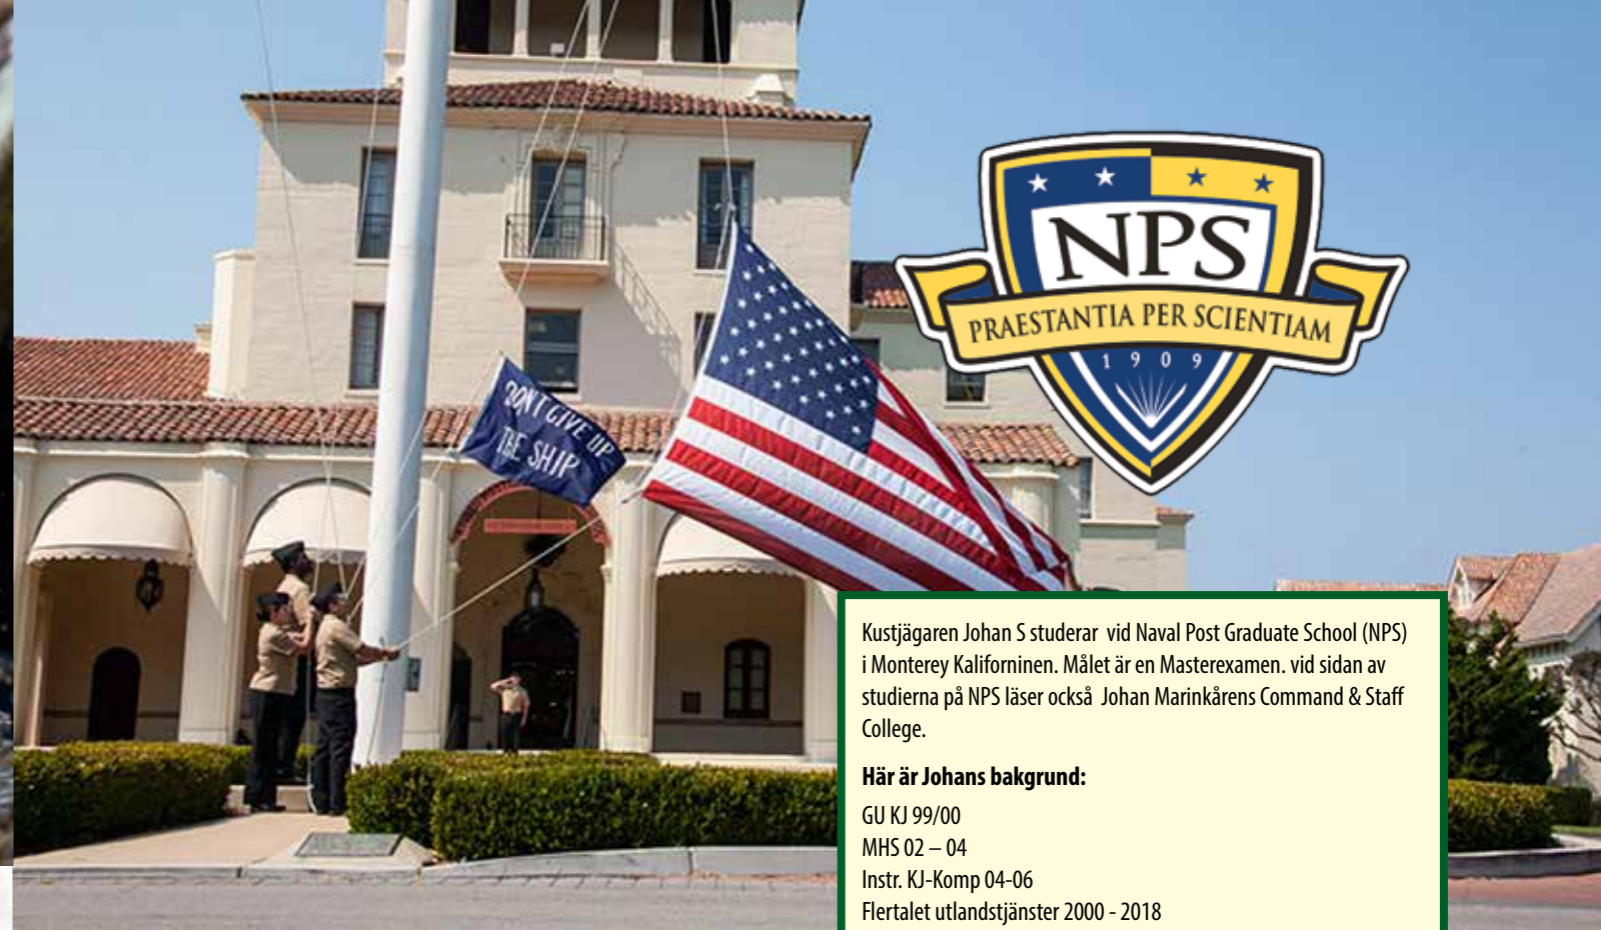 NPS
PRAESTANTIA PER SCIENTIAM
1909
DON'T GIVE UP
THE SHIP
Kustjägaren Johan S studerar vid Naval Post Graduate School (NPS)
i Monterey Kaliforninen. Målet är en Masterexamen. vid sidan av
studierna på NPS läser också Johan Marinkårens Command & Staff
College.
Här är Johans bakgrund:
GU KJ 99/00
MHS 02 – 04
Instr. KJ-Komp 04-06
Flertalet utlandstjänster 2000 - 2018